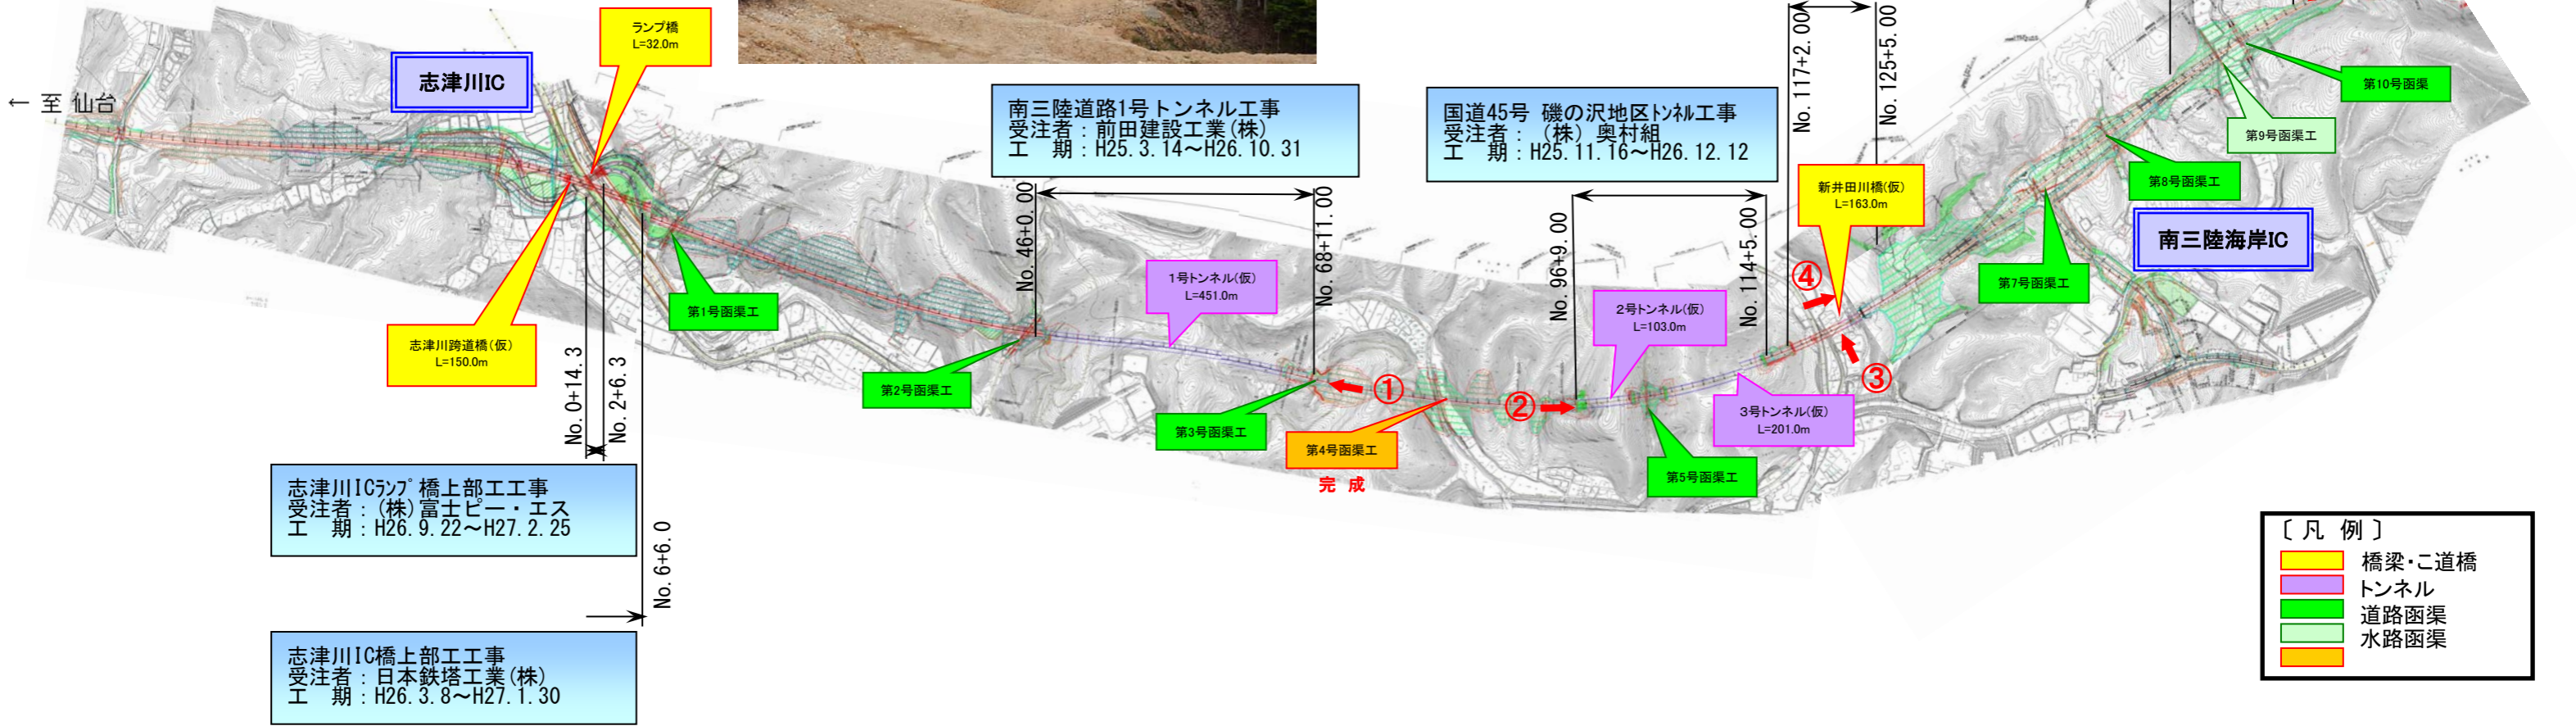 ← 至 仙台
志津川IC
ランプ橋
L=32.0m
南三陸道路1号トンネル工事
受注者：前田建設工業(株)
工　期：H25.3.14～H26.10.31
国道45号 磯の沢地区ﾄﾝﾈﾙ工事
受注者：（株）奥村組
工　期：H25.11.16～H26.12.12
No.117+2.00
No.125+5.00
第10号函渠
第9号函渠工
第8号函渠工
新井田川橋(仮)
L=163.0m
南三陸海岸IC
第7号函渠工
No.46+0.00
No.68+11.00
No.96+9.00
No.114+5.00
1号トンネル(仮)
L=451.0m
2号トンネル(仮)
L=103.0m
3号トンネル(仮)
L=201.0m
④
③
①
②
第1号函渠工
志津川跨道橋(仮)
L=150.0m
第2号函渠工
第3号函渠工
第4号函渠工
完 成
第5号函渠工
No.0+14.3
No.2+6.3
No.6+6.0
志津川ICﾗﾝﾌﾟ橋上部工工事
受注者：(株)富士ピー・エス
工　期：H26.9.22～H27.2.25
志津川IC橋上部工工事
受注者：日本鉄塔工業(株)
工　期：H26.3.8～H27.1.30
〔 凡 例 〕
橋梁・こ道橋
トンネル
道路函渠
水路函渠